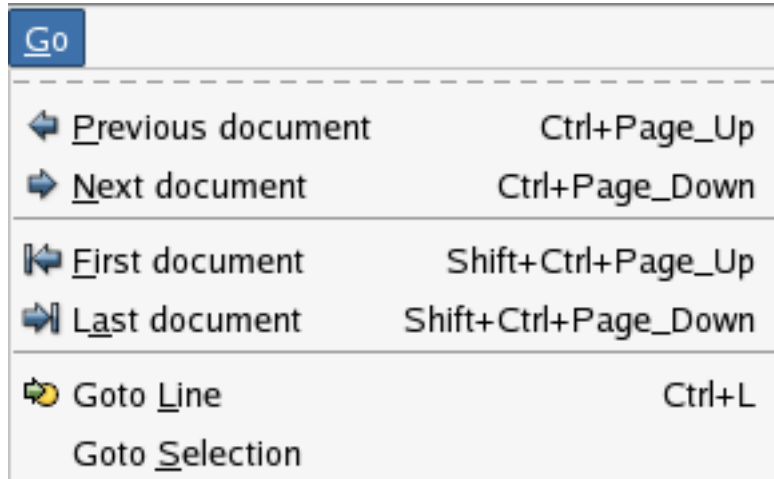 Go
Previous document Ctrl+Page_Up
Next document Ctrl+Page_Down
First document Shift+Ctrl+Page_Up
Last document Shift+Ctrl+Page_Down
Goto Line Ctrl+L
Goto Selection